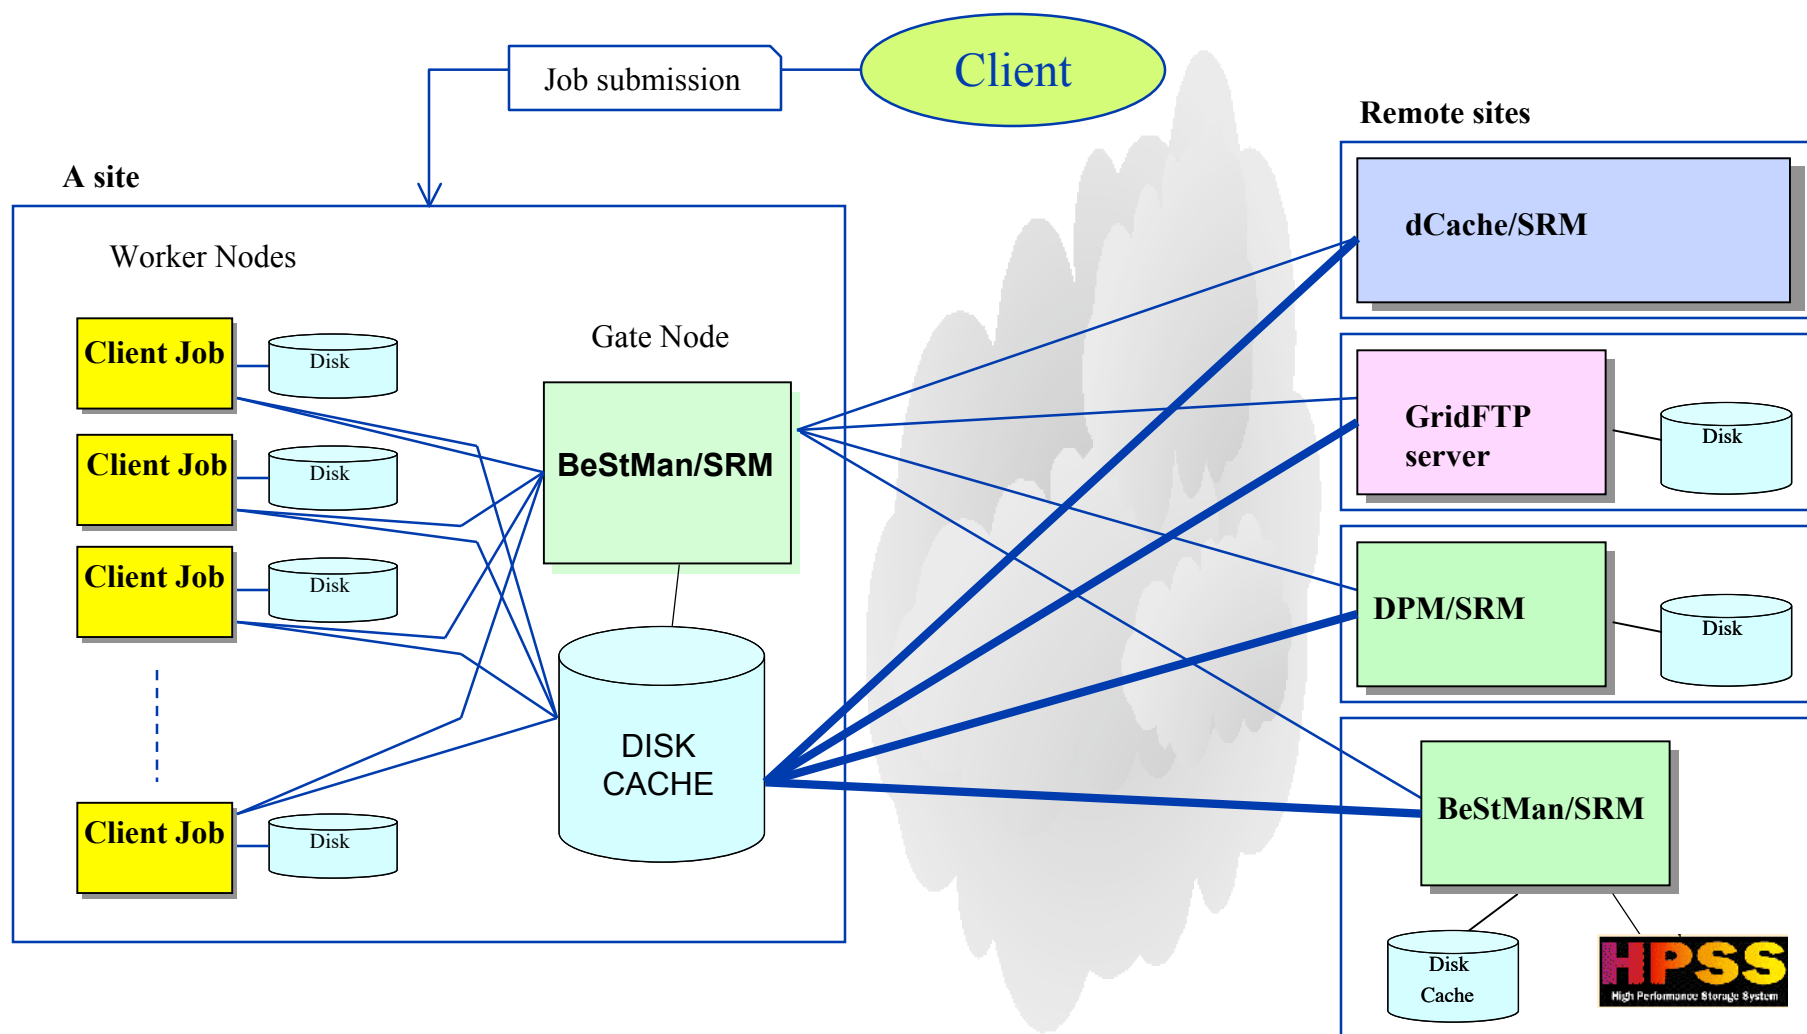 Client
Job submission
Remote sites
A site
dCache/SRM
Worker Nodes
Gate Node
Client Job
Disk
GridFTP
server
Disk
Client Job
Disk
BeStMan/SRM
Client Job
Disk
DPM/SRM
Disk
DISK
CACHE
Client Job
Disk
BeStMan/SRM
Disk
Cache
HPSS
High Performance Storage System